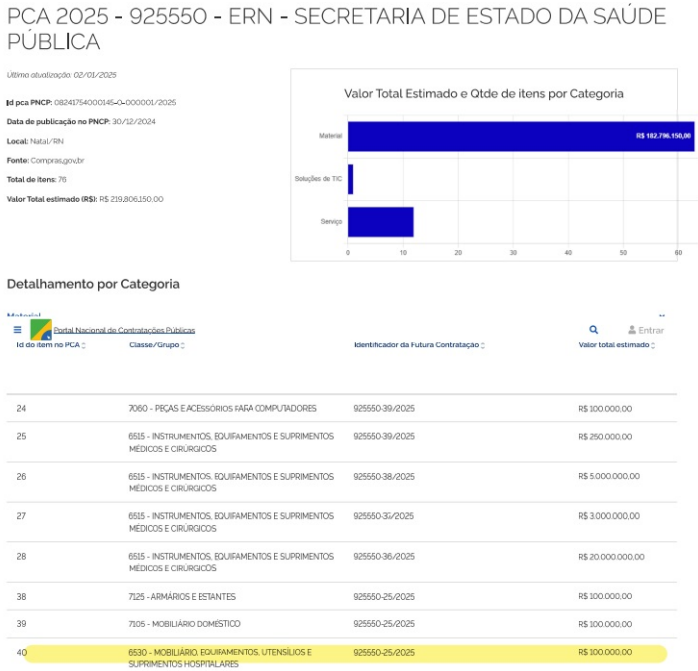 PCA 2025 - 925550 - ERN - SECRETARIA DE ESTADO DA SAÚDE
PÚBLICA
Última atualização: 02/01/2025
Id pca PNCP: 08241754000145-0-000001/2025
Data de publicação no PNCP: 30/12/2024
Local: Natal/RN
Fonte: Compras.gov.br
Total de itens: 76
Valor Total estimado (R$): R$ 219.806.150,00
Valor Total Estimado e Qtde de itens por Categoria
Material
R$ 182.796.150,00
Soluções de TIC
Serviço
0 10 20 30 40 50 60
Detalhamento por Categoria
Material
Portal Nacional de Contratações Públicas
Entrar
Id do item no PCA Classe/Grupo Identificador da Futura Contratação Valor total estimado
24 7060 - PEÇAS E ACESSÓRIOS PARA COMPUTADORES 925550-39/2025 R$ 100.000,00
25 6515 - INSTRUMENTOS, EQUIPAMENTOS E SUPRIMENTOS 925550-39/2025 R$ 250.000,00
MÉDICOS E CIRÚRGICOS
26 6515 - INSTRUMENTOS, EQUIPAMENTOS E SUPRIMENTOS 925550-38/2025 R$ 5.000.000,00
MÉDICOS E CIRÚRGICOS
27 6515 - INSTRUMENTOS, EQUIPAMENTOS E SUPRIMENTOS R$ 3.000.000,00
MÉDICOS E CIRÚRGICOS
28 6515 - INSTRUMENTOS, EQUIPAMENTOS E SUPRIMENTOS 925550-36/2025 R$ 20.000.000,00
MÉDICOS E CIRÚRGICOS
38 7125 - ARMÁRIOS E ESTANTES 925550-25/2025 R$ 100.000,00
39 7105 - MOBILIÁRIO DOMÉSTICO 925550-25/2025 R$ 100.000,00
40 6530 - MOBILIÁRIO, EQUIPAMENTOS, UTENSÍLIOS E 925550-25/2025 R$ 100.000,00
SUPRIMENTOS HOSPITALARES